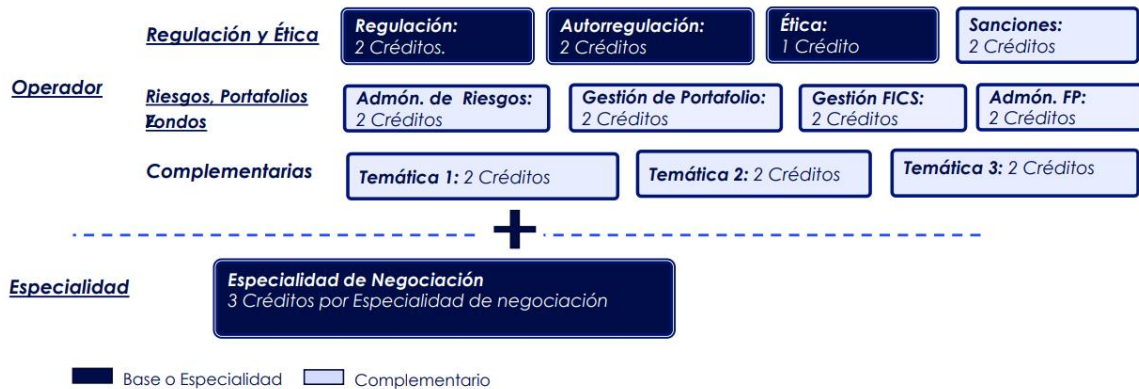 Regulación y Ética
Regulación:
2 Créditos.
Autorregulación:
2 Créditos
Ética:
1 Crédito
Sanciones:
2 Créditos
Operador
Riesgos, Portafolios
y
Fondos
Admón. de Riesgos:
2 Créditos
Gestión de Portafolio:
2 Créditos
Gestión FICS:
2 Créditos
Admón. FP:
2 Créditos
Complementarias
Temática 1: 2 Créditos
Temática 2: 2 Créditos
Temática 3: 2 Créditos
+
Especialidad
Especialidad de Negociación
3 Créditos por Especialidad de negociación
Base o Especialidad
Complementario